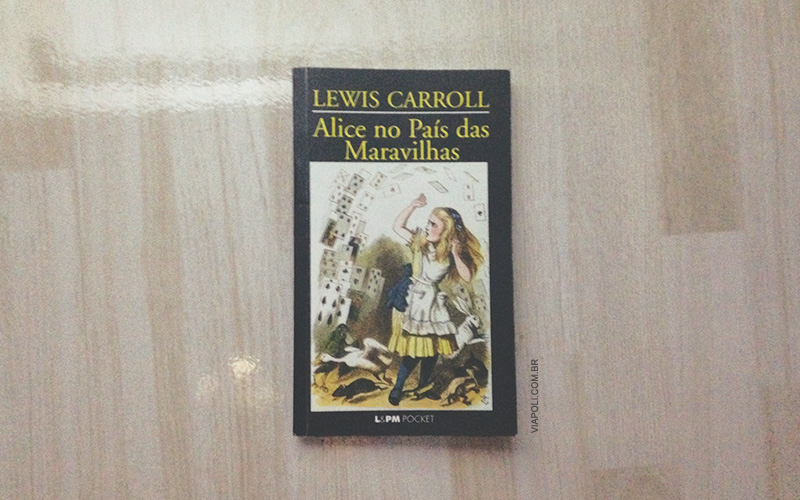 LEWIS CARROLL
Alice no País das
Maravilhas
L&PM POCKET
VIAPOLI.COM.BR